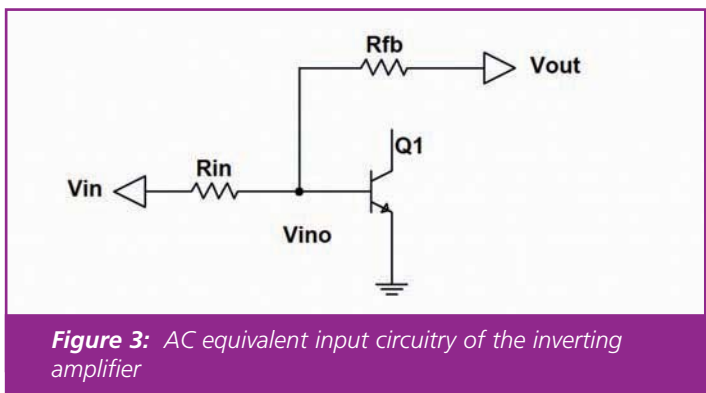 Rfb
Vout
Q1
Rin
Vin
Vino
Figure 3: AC equivalent input circuitry of the inverting
amplifier